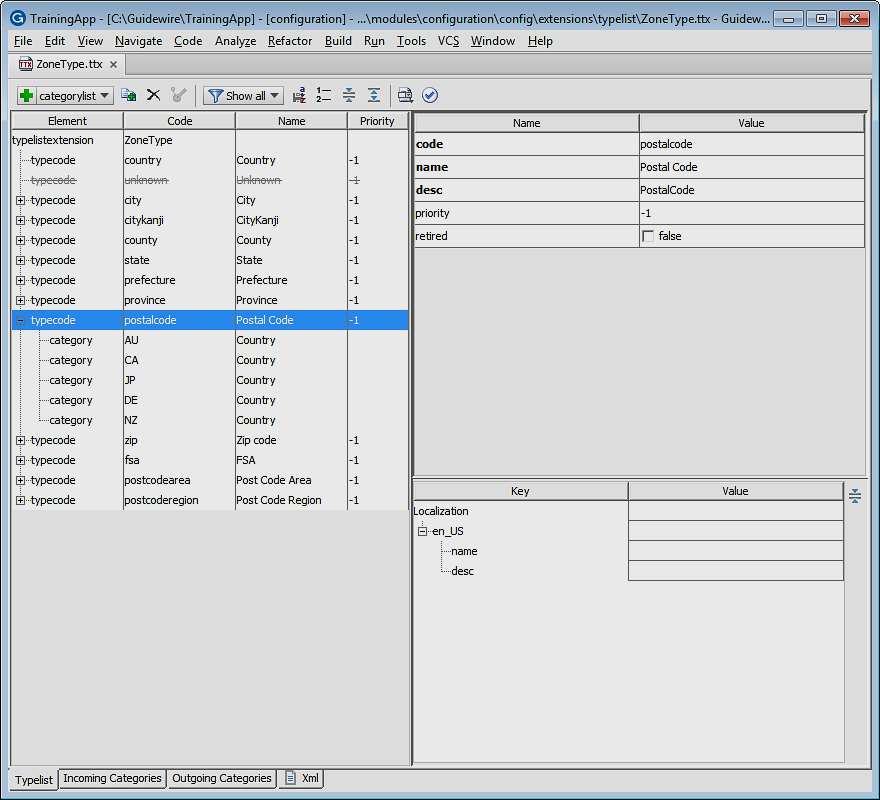 TrainingApp - [C:\Guidewire\TrainingApp] - [configuration] - ...\modules\configuration\config\extensions\typelist\ZoneType.ttx - Guidew...
File Edit View Navigate Code Analyze Refactor Build Run Tools VCS Window Help
ZoneType.ttx
categorylist Show all
Element Code Name Priority
typelistextension ZoneType
typecode country Country -1
typecode unknown Unknown -1
typecode city City -1
typecode citykanji CityKanji -1
typecode county County -1
typecode state State -1
typecode prefecture Prefecture -1
typecode province Province -1
typecode postalcode Postal Code -1
category AU Country
category CA Country
category JP Country
category DE Country
category NZ Country
typecode zip Zip code -1
typecode fsa FSA -1
typecode postcodearea Post Code Area -1
typecode postcoderegion Post Code Region -1
Name Value
code postalcode
name Postal Code
desc PostalCode
priority -1
retired false
Key Value
Localization
en_US
name
desc
Typelist Incoming Categories Outgoing Categories Xml